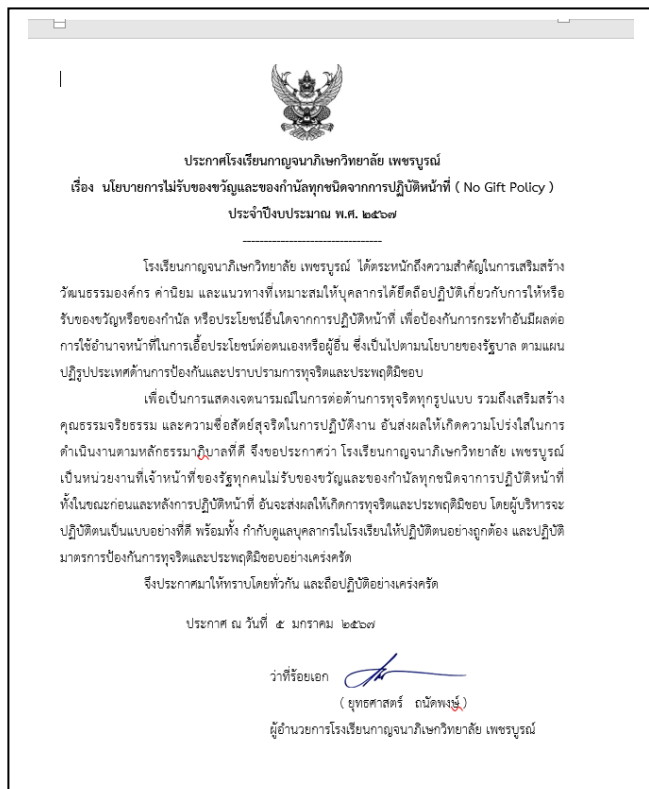 ประกาศโรงเรียนกาญจนาภิเษกวิทยาลัย เพชรบูรณ์
เรื่อง นโยบายการไม่รับของขวัญและของกำนัลทุกชนิดจากการปฏิบัติหน้าที่ ( No Gift Policy )
ประจำปีงบประมาณ พ.ศ. ๒๕๖๗
---------------------------------
โรงเรียนกาญจนาภิเษกวิทยาลัย เพชรบูรณ์ ได้ตระหนักถึงความสำคัญในการเสริมสร้าง
วัฒนธรรมองค์กร ค่านิยม และแนวทางที่เหมาะสมให้บุคลากรได้ยึดถือปฏิบัติเกี่ยวกับการให้หรือ
รับของขวัญหรือของกำนัล หรือประโยชน์อื่นใดจากการปฏิบัติหน้าที่ เพื่อป้องกันการกระทำอันมีผลต่อ
การใช้อำนาจหน้าที่ในการเอื้อประโยชน์ต่อตนเองหรือผู้อื่น ซึ่งเป็นไปตามนโยบายของรัฐบาล ตามแผน
ปฏิรูปประเทศด้านการป้องกันและปราบปรามการทุจริตและประพฤติมิชอบ
เพื่อเป็นการแสดงเจตนารมณ์ในการต่อต้านการทุจริตทุกรูปแบบ รวมถึงเสริมสร้าง
คุณธรรมจริยธรรม และความซื่อสัตย์สุจริตในการปฏิบัติงาน อันส่งผลให้เกิดความโปร่งใสในการ
ดำเนินงานตามหลักธรรมาภิบาลที่ดี จึงขอประกาศว่า โรงเรียนกาญจนาภิเษกวิทยาลัย เพชรบูรณ์
เป็นหน่วยงานที่เจ้าหน้าที่ของรัฐทุกคนไม่รับของขวัญและของกำนัลทุกชนิดจากการปฏิบัติหน้าที่
ทั้งในขณะก่อนและหลังการปฏิบัติหน้าที่ อันจะส่งผลให้เกิดการทุจริตและประพฤติมิชอบ โดยผู้บริหารจะ
ปฏิบัติตนเป็นแบบอย่างที่ดี พร้อมทั้ง กำกับดูแลบุคลากรในโรงเรียนให้ปฏิบัติตนอย่างถูกต้อง และปฏิบัติ
มาตรการป้องกันการทุจริตและประพฤติมิชอบอย่างเคร่งครัด
จึงประกาศมาให้ทราบโดยทั่วกัน และถือปฏิบัติอย่างเคร่งครัด
ประกาศ ณ วันที่ ๕ มกราคม ๒๕๖๗
ว่าที่ร้อยเอก
( ยุทธศาสตร์ ถนัดพงษ์ )
ผู้อำนวยการโรงเรียนกาญจนาภิเษกวิทยาลัย เพชรบูรณ์